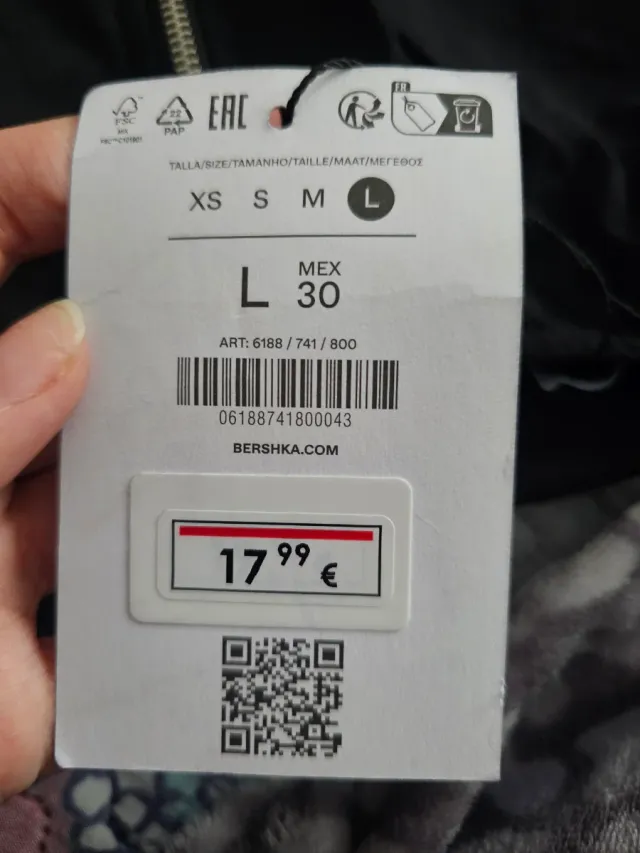 FSC
22
PAP
EAC
FR
TALLA/SIZE/TAMANHO/TAILLE/MAAT/ΜΕΓΕΘΟΣ
XS S M L
L MEX 30
ART: 6188 / 741 / 800
06188741800043
BERSHKA.COM
17 99 €